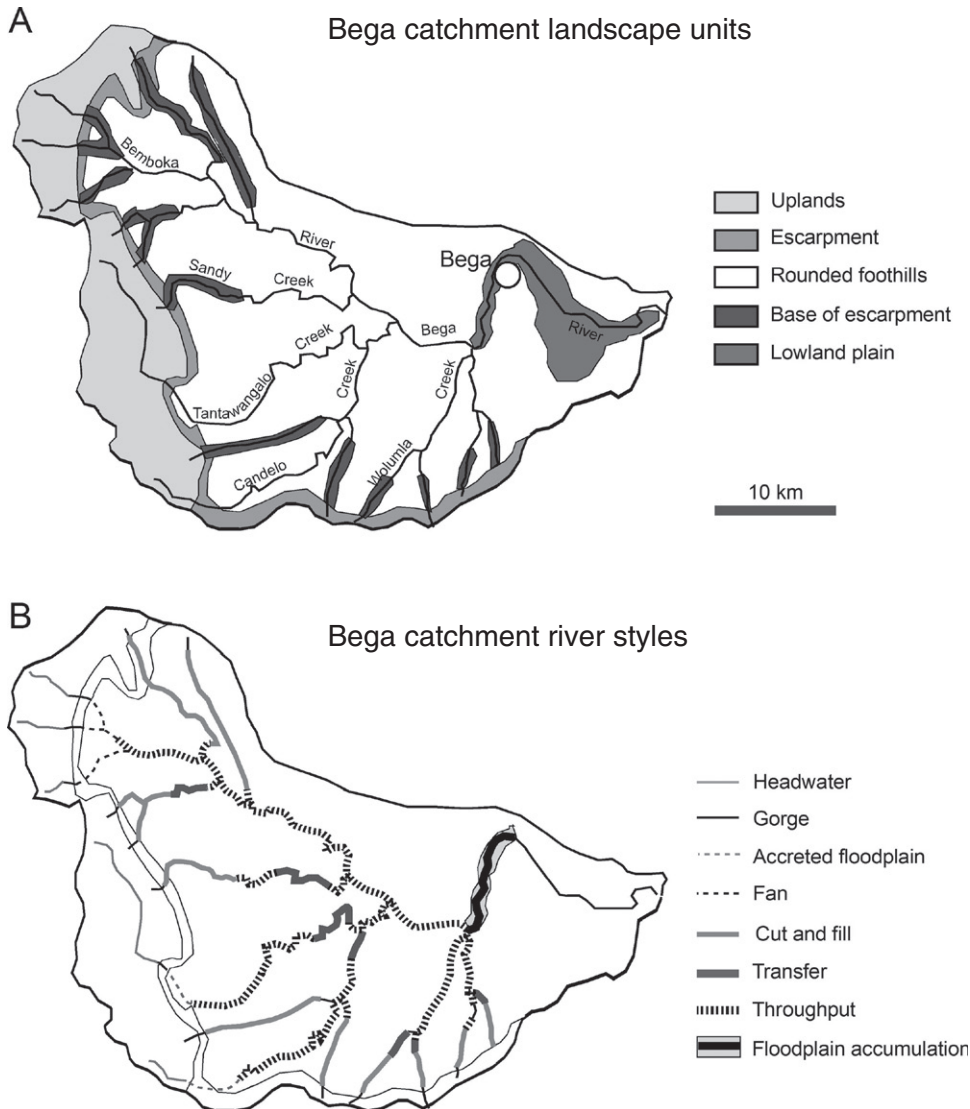 A
Bega catchment landscape units
Bemboka
River
Sandy
Creek
Bega
Bega
River
Creek
Tantawangalo
Creek
Creek
Candelo
Wolumla
Uplands
Escarpment
Rounded foothills
Base of escarpment
Lowland plain
10 km
B
Bega catchment river styles
Headwater
Gorge
Accreted floodplain
Fan
Cut and fill
Transfer
Throughput
Floodplain accumulation